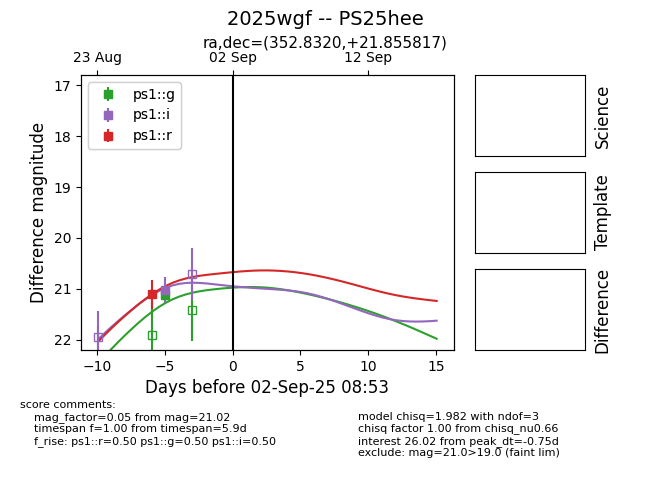 2025wgf -- PS25hee
ra,dec=(352.8320,+21.855817)
23 Aug 02 Sep 12 Sep
17
18
19
20
21
22
Difference magnitude
ps1::g
ps1::i
ps1::r
−10 −5 0 5 10 15
Days before 02-Sep-25 08:53
Science
Template
Difference
score comments:
mag_factor=0.05 from mag=21.02
timespan f=1.00 from timespan=5.9d
f_rise: ps1::r=0.50 ps1::g=0.50 ps1::i=0.50
model chisq=1.982 with ndof=3
chisq factor 1.00 from chisq_nu0.66
interest 26.02 from peak_dt=-0.75d
exclude: mag=21.0>19.0 (faint lim)